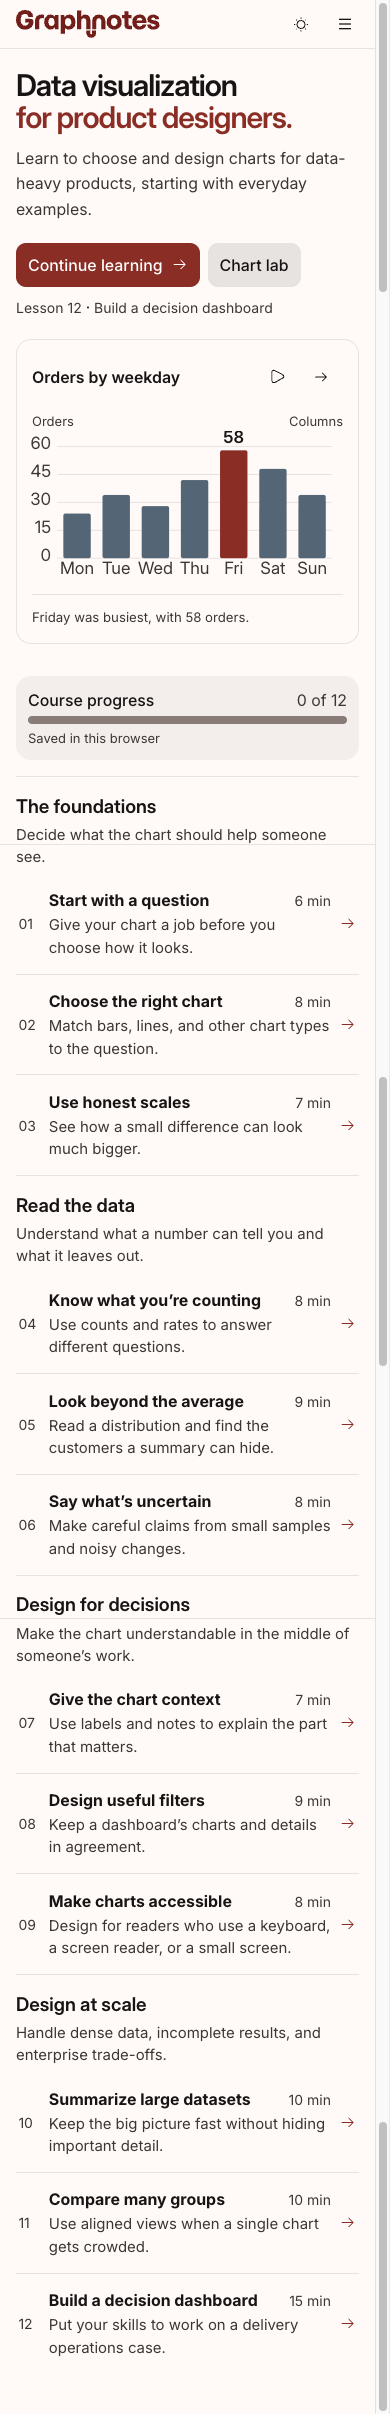 Graphnotes
Data visualization
for product designers.
Learn to choose and design charts for data-
heavy products, starting with everyday
examples.
Continue learning
Chart lab
Lesson 12 · Build a decision dashboard
Orders by weekday
Orders
Columns
58
60
45
30
15
0
Mon Tue Wed Thu Fri Sat Sun
Friday was busiest, with 58 orders.
Course progress
0 of 12
Saved in this browser
The foundations
Decide what the chart should help someone
see.
01
Start with a question
6 min
Give your chart a job before you
choose how it looks.
02
Choose the right chart
8 min
Match bars, lines, and other chart types
to the question.
03
Use honest scales
7 min
See how a small difference can look
much bigger.
Read the data
Understand what a number can tell you and
what it leaves out.
04
Know what you’re counting
8 min
Use counts and rates to answer
different questions.
05
Look beyond the average
9 min
Read a distribution and find the
customers a summary can hide.
06
Say what’s uncertain
8 min
Make careful claims from small samples
and noisy changes.
Design for decisions
Make the chart understandable in the middle of
someone’s work.
07
Give the chart context
7 min
Use labels and notes to explain the part
that matters.
08
Design useful filters
9 min
Keep a dashboard’s charts and details
in agreement.
09
Make charts accessible
8 min
Design for readers who use a keyboard,
a screen reader, or a small screen.
Design at scale
Handle dense data, incomplete results, and
enterprise trade-offs.
10
Summarize large datasets
10 min
Keep the big picture fast without hiding
important detail.
11
Compare many groups
10 min
Use aligned views when a single chart
gets crowded.
12
Build a decision dashboard
15 min
Put your skills to work on a delivery
operations case.